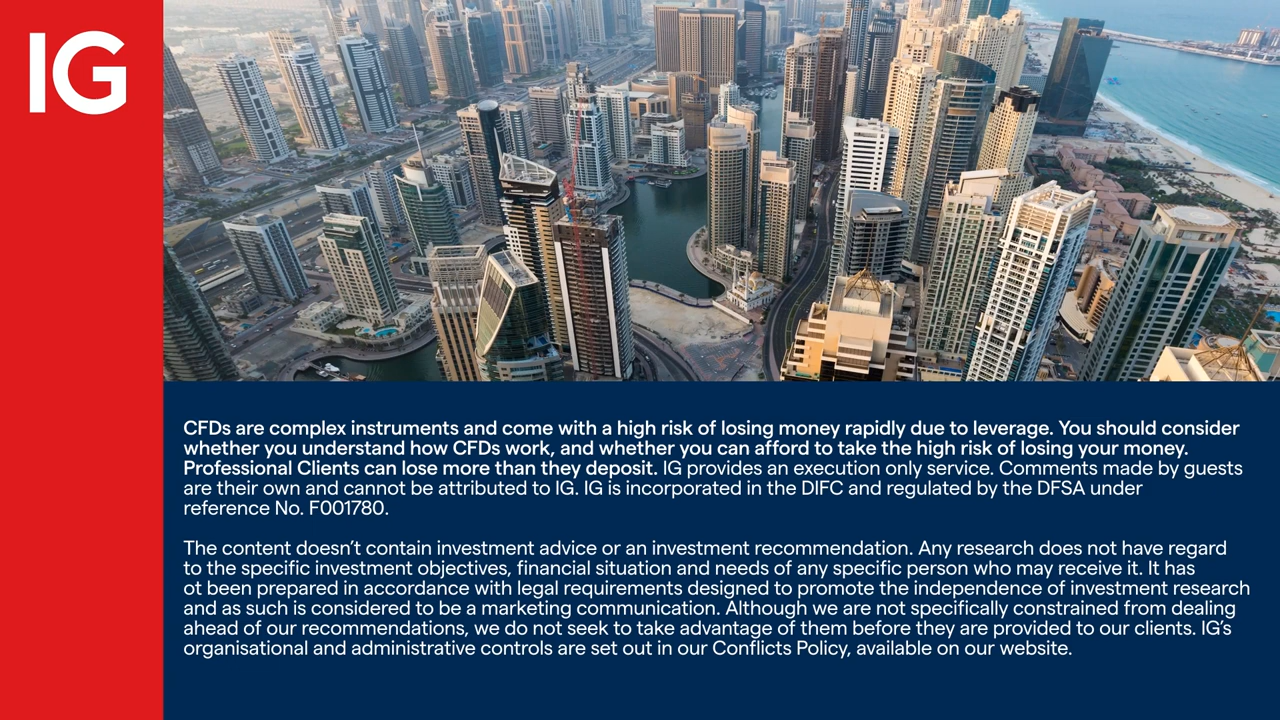 IG
CFDs are complex instruments and come with a high risk of losing money rapidly due to leverage. You should consider
whether you understand how CFDs work, and whether you can afford to take the high risk of losing your money.
Professional Clients can lose more than they deposit. IG provides an execution only service. Comments made by guests
are their own and cannot be attributed to IG. IG is incorporated in the DIFC and regulated by the DFSA under
reference No. F001780.
The content doesn’t contain investment advice or an investment recommendation. Any research does not have regard
to the specific investment objectives, financial situation and needs of any specific person who may receive it. It has
ot been prepared in accordance with legal requirements designed to promote the independence of investment research
and as such is considered to be a marketing communication. Although we are not specifically constrained from dealing
ahead of our recommendations, we do not seek to take advantage of them before they are provided to our clients. IG’s
organisational and administrative controls are set out in our Conflicts Policy, available on our website.